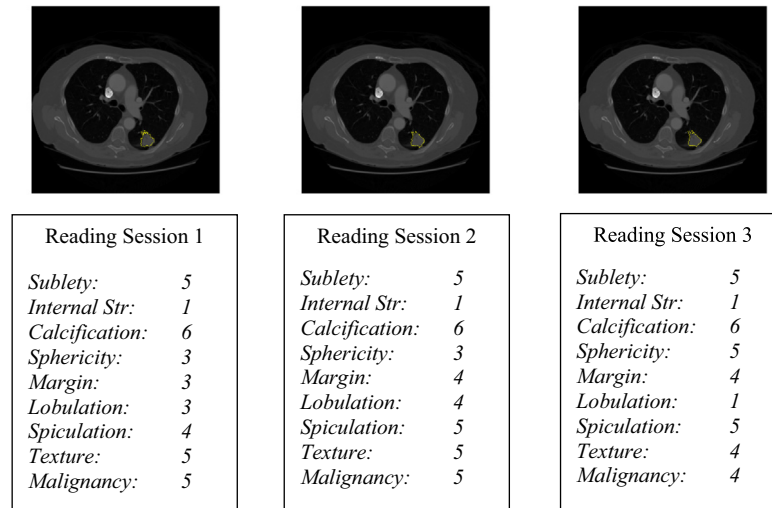 Reading Session 1
Sublety: 5
Internal Str: 1
Calcification: 6
Sphericity: 3
Margin: 3
Lobulation: 3
Spiculation: 4
Texture: 5
Malignancy: 5
Reading Session 2
Sublety: 5
Internal Str: 1
Calcification: 6
Sphericity: 3
Margin: 4
Lobulation: 4
Spiculation: 5
Texture: 5
Malignancy: 5
Reading Session 3
Sublety: 5
Internal Str: 1
Calcification: 6
Sphericity: 5
Margin: 4
Lobulation: 1
Spiculation: 5
Texture: 4
Malignancy: 4